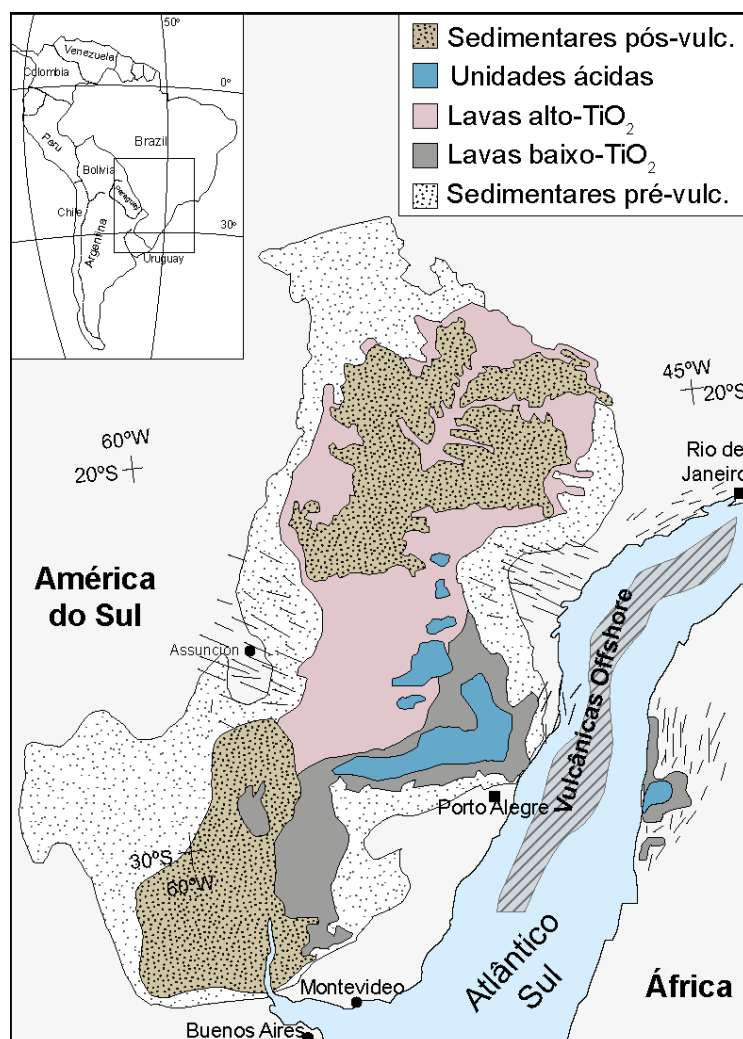 50°
Venezuela
Colombia
0°
Peru
Brazil
Bolivia
Paraguay
Chile
30°
Argentina
Uruguay
Sedimentares pós-vulc.
Unidades ácidas
Lavas alto-TiO₂
Lavas baixo-TiO₂
Sedimentares pré-vulc.
45°W
20°S
60°W
20°S
Rio de
Janeiro
América
do Sul
Assuncion
Vulcânicas Offshore
Porto Alegre
30°S
60°W
Atlântico
Sul
África
Montevideo
Buenos Aires